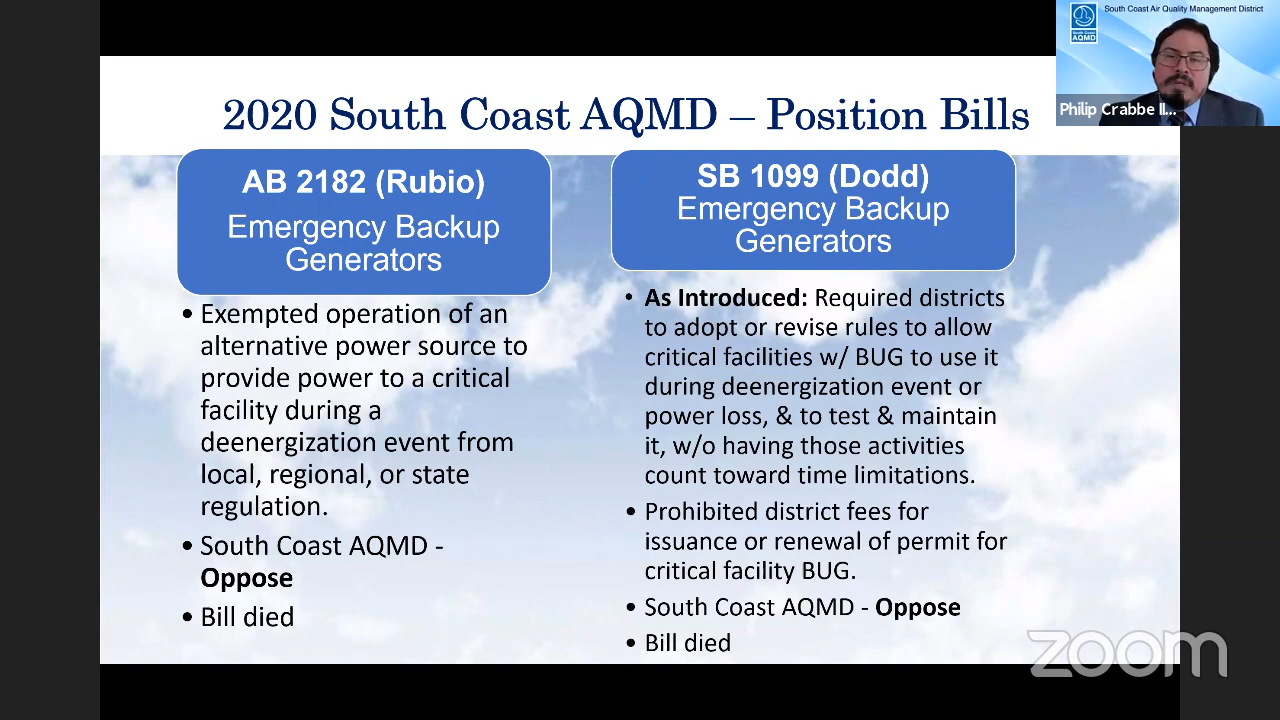 South Coast Air Quality Management District
South Coast
AQMD
Philip Crabbe II...
2020 South Coast AQMD – Position Bills
AB 2182 (Rubio)
Emergency Backup
Generators
• Exempted operation of an
alternative power source to
provide power to a critical
facility during a
deenergization event from
local, regional, or state
regulation.
• South Coast AQMD -
Oppose
• Bill died
SB 1099 (Dodd)
Emergency Backup
Generators
• As Introduced: Required districts
to adopt or revise rules to allow
critical facilities w/ BUG to use it
during deenergization event or
power loss, & to test & maintain
it, w/o having those activities
count toward time limitations.
• Prohibited district fees for
issuance or renewal of permit for
critical facility BUG.
• South Coast AQMD - Oppose
• Bill died
zoom